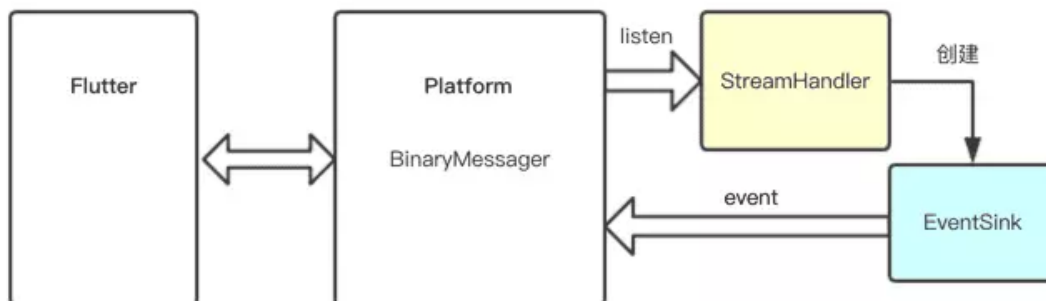 Flutter
Platform
BinaryMessager
listen
StreamHandler
创建
event
EventSink